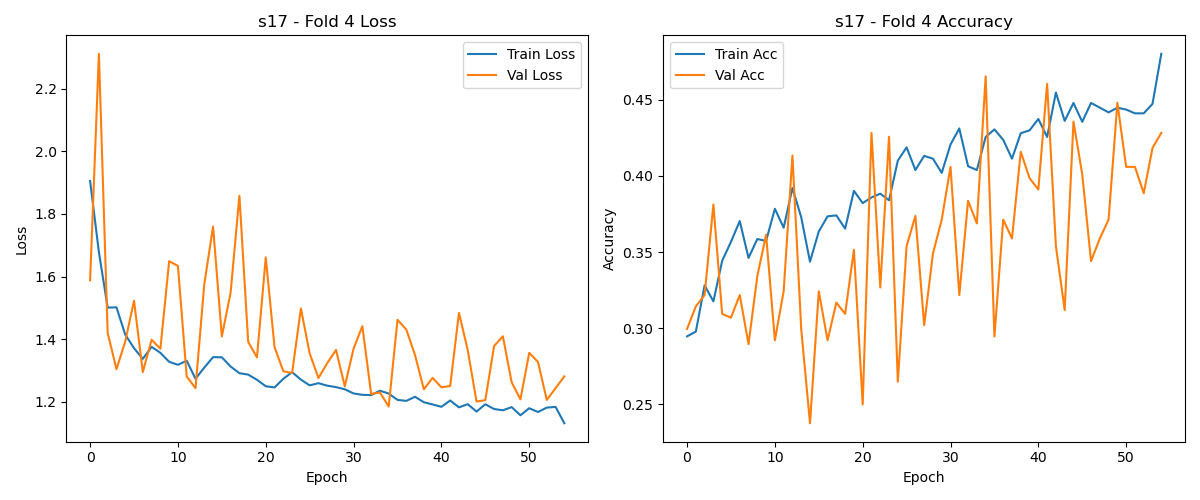 s17 - Fold 4 Loss
Train Loss
Val Loss
2.2
2.0
1.8
1.6
1.4
1.2
Loss
0 10 20 30 40 50
Epoch
s17 - Fold 4 Accuracy
Train Acc
Val Acc
0.45
0.40
0.35
0.30
0.25
Accuracy
0 10 20 30 40 50
Epoch